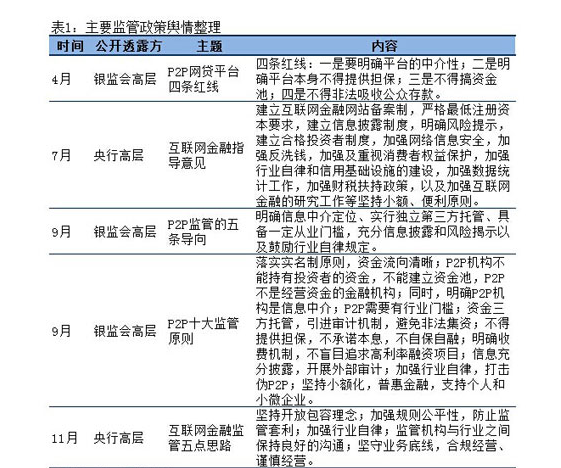 表1: 主要监管政策舆情整理
时间 公开透露方 主题 内容
4月 银监会高层 P2P网贷平台四条红线
四条红线：一是要明确平台的中介性；二是明
确平台本身不得提供担保；三是不得搞资金
池；四是不得非法吸收公众存款。
7月 央行高层 互联网金融指导意见
建立互联网金融网站备案制，严格最低注册资
本要求，建立信息披露制度，明确风险提示，
建立合格投资者制度，加强网络信息安全，加
强反洗钱，加强及重视消费者权益保护，加强
行业自律和信用基础设施的建设，加强数据统
计工作，加强财税扶持政策，以及加强互联网
金融的研究工作等坚持小额、便利原则。
9月 银监会高层 P2P监管的五条导向
明确信息中介定位、实行独立第三方托管、具
备一定从业门槛，充分信息披露和风险揭示以
及鼓励行业自律规定。
9月 银监会高层 P2P十大监管原则
落实实名制原则，资金流向清晰；P2P机构不
能持有投资者的资金，不能建立资金池，P2P
不是经营资金的金融机构；同时，明确P2P机
构是信息中介；P2P需要有行业门槛；资金三
方托管，引进审计机制，避免非法集资；不得
提供担保，不承诺本息，不自保自融；明确收
费机制，不盲目追求高利率融资项目；信息充
分披露，开展外部审计；加强行业自律，打击
伪P2P；坚持小额化，普惠金融，支持个人和
小微企业。
11月 央行高层 互联网金融监管五点思路
坚持开放包容理念；加强规则公平性，防止监
管套利；加强行业自律；监管机构与行业之间
保持良好的沟通；坚守业务底线，合规经营、
谨慎经营。